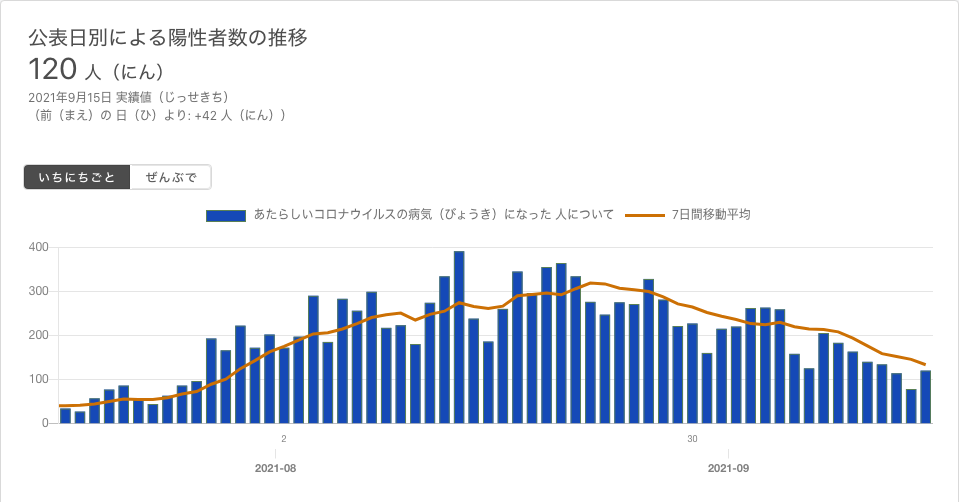 公表日別による陽性者数の推移
120 人（にん）
2021年9月15日 実績値（じっせきち）
（前（まえ）の 日（ひ）より: +42 人（にん））
いちにちごと ぜんぶで
あたらしいコロナウイルスの病気（びょうき）になった 人について 7日間移動平均
400
300
200
100
0
2 30
2021-08 2021-09